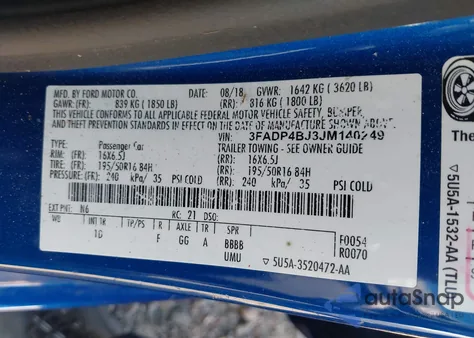 MFD. BY FORD MOTOR CO.
DATE: 08/18 GVWR: 1642 KG ( 3620 LB)
GAWR: (FR): 839 KG ( 1850 LB) (RR): 816 KG ( 1800 LB)
THIS VEHICLE CONFORMS TO ALL APPLICABLE
FEDERAL MOTOR VEHICLE SAFETY, BUMPER,
AND THEFT PREVENTION STANDARDS IN EFFECT ON THE DATE OF MANUFACTURE SHOWN ABOVE.
VIN: 3FADP4BJ3JM140249
TYPE: Passenger Car TRAILER TOWING - SEE OWNER GUIDE
RIM: (FR) 16X6.5J (RR): 16X6.5J
TIRE: (FR) 195/50R16 84H (RR) 195/50R16 84H
PRESSURE: (FR) 240 kPa/ 35 PSI COLD (RR) 240 kPa/ 35 PSI COLD
EXT PNT: N6 RC: 21 DSO:
WB INT TR TP/PS R AXLE TR SPR
1D F GG A BBBB F0054
UMU R0070
▽ 5U5A-3520472-AA
▽ 5U5A-1532-AA (TLU
autoSnap